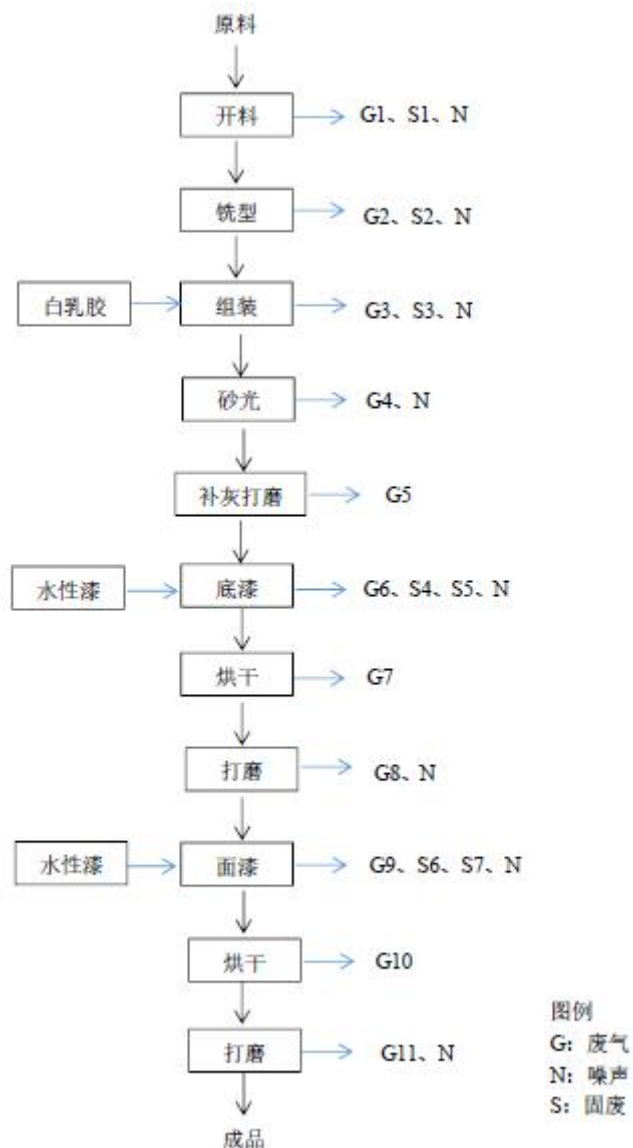 原料
开料
G1、S1、N
铣型
G2、S2、N
白乳胶
组装
G3、S3、N
砂光
G4、N
补灰打磨
G5
水性漆
底漆
G6、S4、S5、N
烘干
G7
打磨
G8、N
水性漆
面漆
G9、S6、S7、N
烘干
G10
打磨
G11、N
成品
图例
G：废气
N：噪声
S：固废